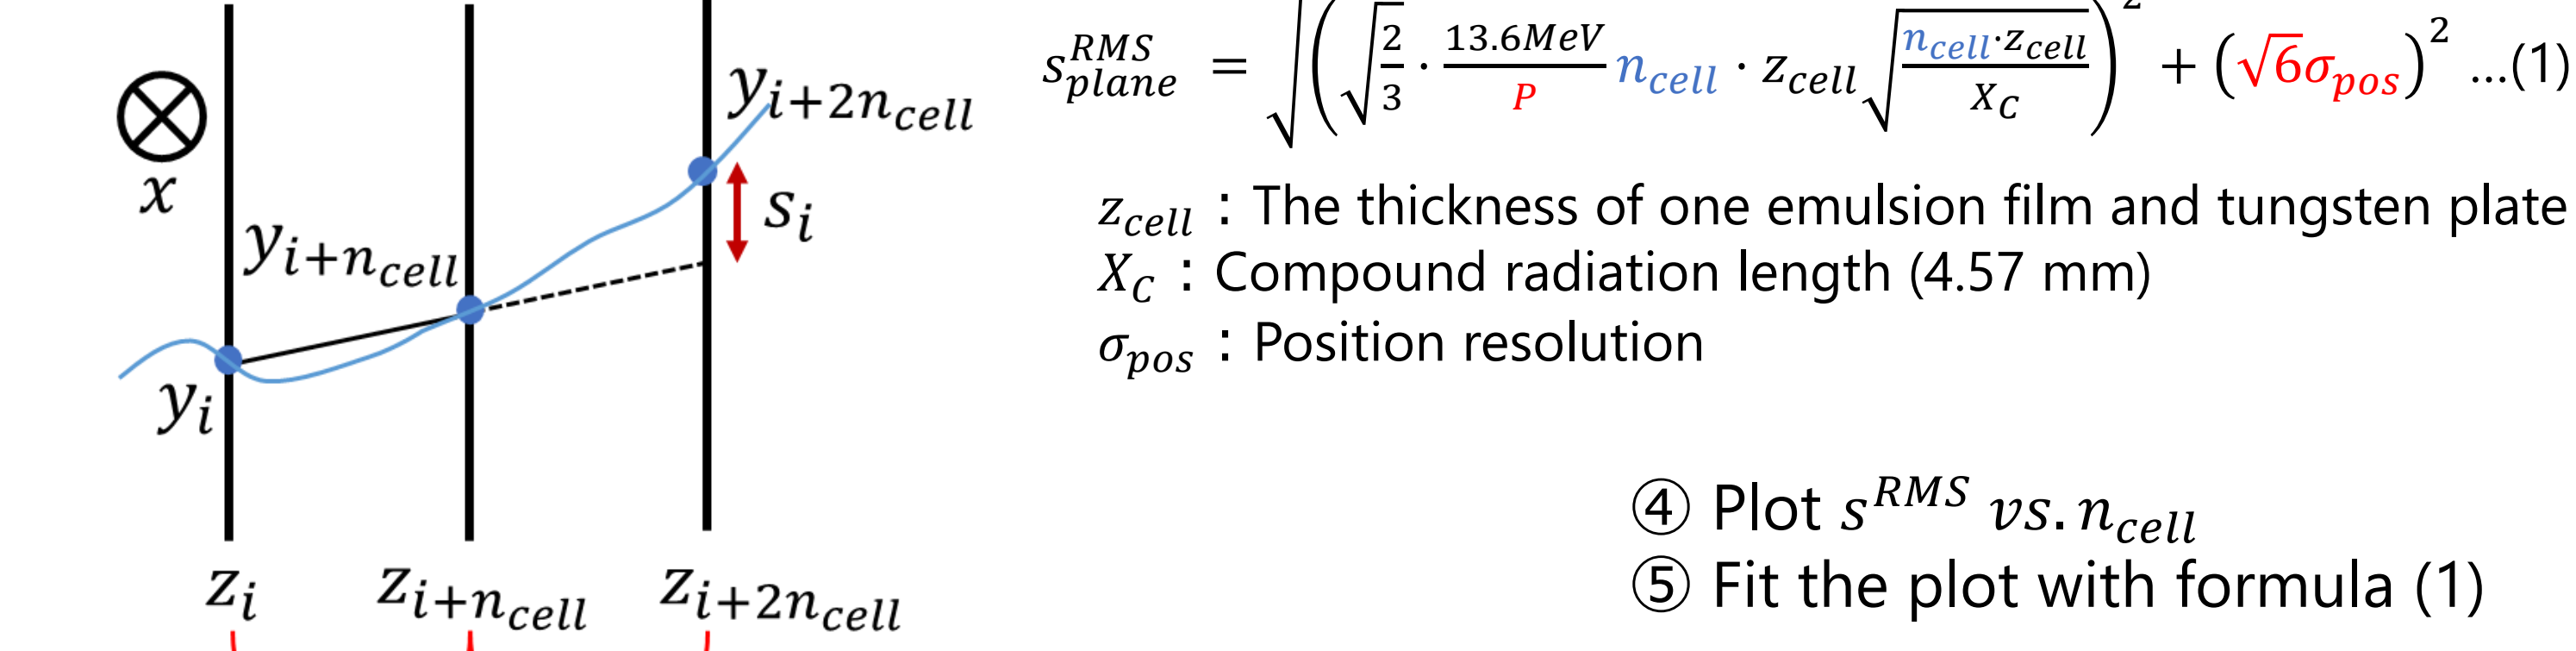 x
y_{i+2n_{cell}}
s_i
y_{i+n_{cell}}
y_i
z_i
z_{i+n_{cell}}
z_{i+2n_{cell}}
s_{plane}^{RMS} = √((√(2/3) · 13.6MeV/P n_{cell} · z_{cell} √(n_{cell}·z_{cell}/X_C))^2 + (√6σ_{pos})^2) …(1)
z_{cell} : The thickness of one emulsion film and tungsten plate
X_C : Compound radiation length (4.57 mm)
σ_{pos} : Position resolution
④ Plot s^{RMS} vs. n_{cell}
⑤ Fit the plot with formula (1)